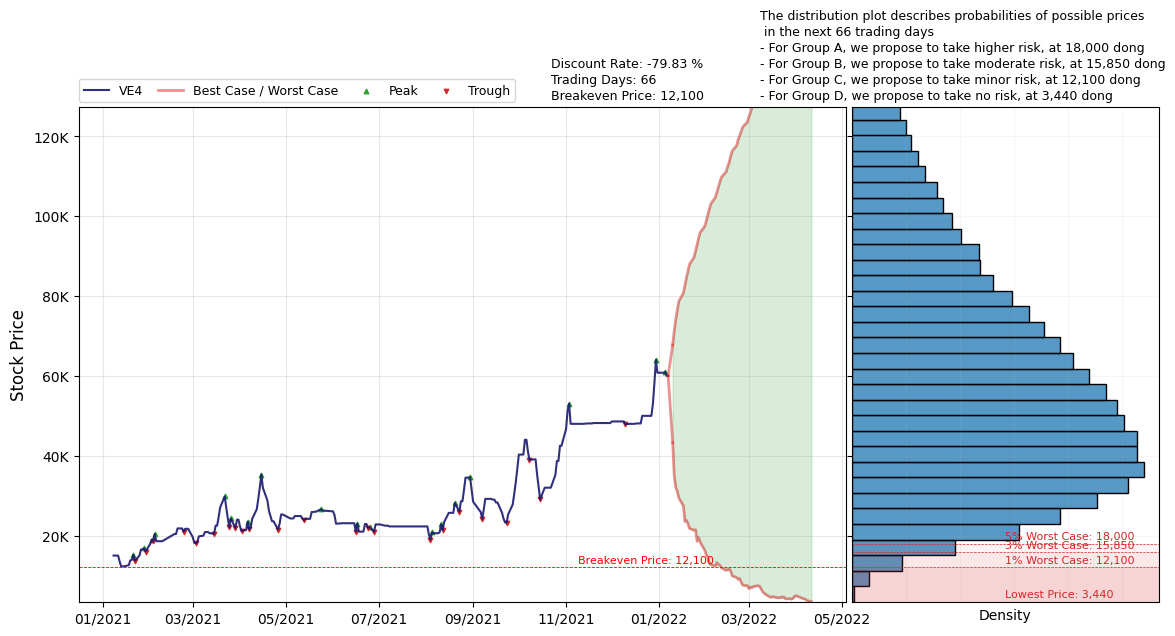 The distribution plot describes probabilities of possible prices
in the next 66 trading days
- For Group A, we propose to take higher risk, at 18,000 dong
- For Group B, we propose to take moderate risk, at 15,850 dong
- For Group C, we propose to take minor risk, at 12,100 dong
- For Group D, we propose to take no risk, at 3,440 dong
Discount Rate: -79.83 %
Trading Days: 66
Breakeven Price: 12,100
VE4
Best Case / Worst Case
Peak
Trough
Stock Price
120K
100K
80K
60K
40K
20K
Breakeven Price: 12,100
5% Worst Case: 18,000
3% Worst Case: 15,850
1% Worst Case: 12,100
Lowest Price: 3,440
01/2021
03/2021
05/2021
07/2021
09/2021
11/2021
01/2022
03/2022
05/2022
Density